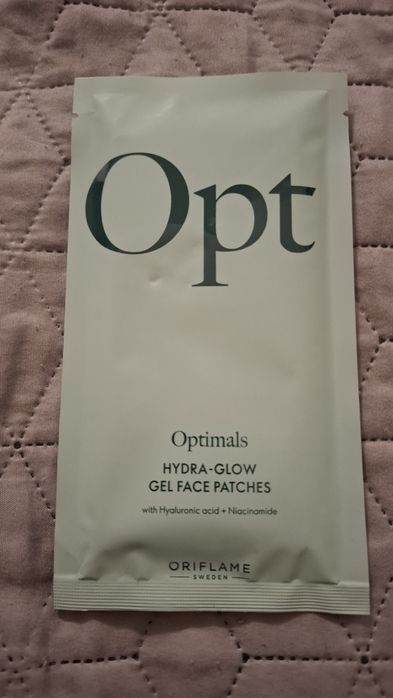 Opt
Optimals
HYDRA-GLOW
GEL FACE PATCHES
with Hyaluronic acid + Niacinamide
ORIFLAME
SWEDEN